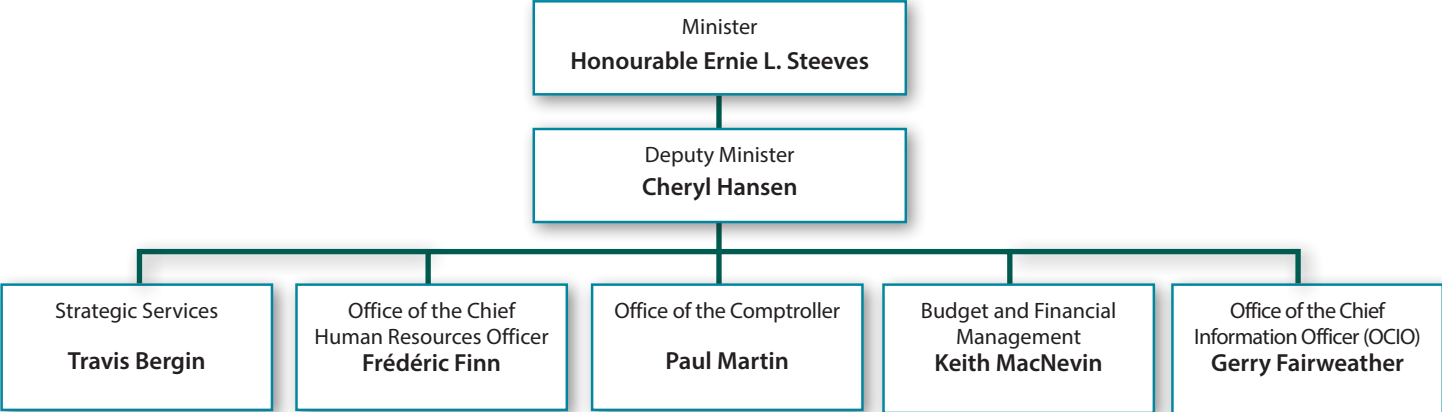 Minister
Honourable Ernie L. Steeves
Deputy Minister
Cheryl Hansen
Strategic Services
Travis Bergin
Office of the Chief
Human Resources Officer
Frédéric Finn
Office of the Comptroller
Paul Martin
Budget and Financial
Management
Keith MacNevin
Office of the Chief
Information Officer (OCIO)
Gerry Fairweather